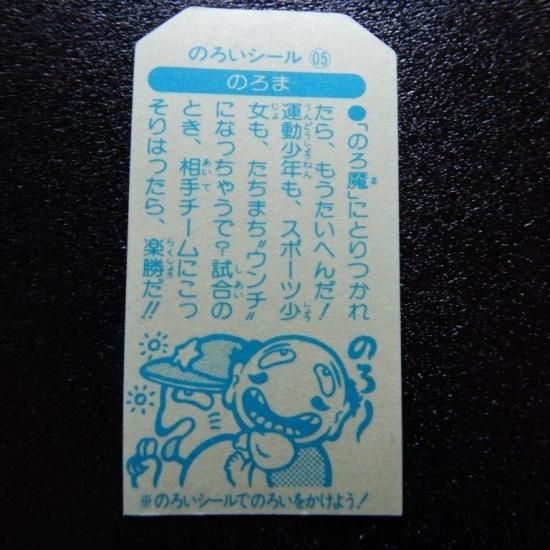 のろいシール 05
のろま
●「のろ魔」にとりつかれ
たら、もうたいへんだ!
運動少年も、スポーツ少
女も、たちまち“ウンチ”
になっちゃうで?試合の
とき、相手チームにこっ
そりはったら、楽勝だ!!
のろ〜
※のろいシールでのろいをかけよう!